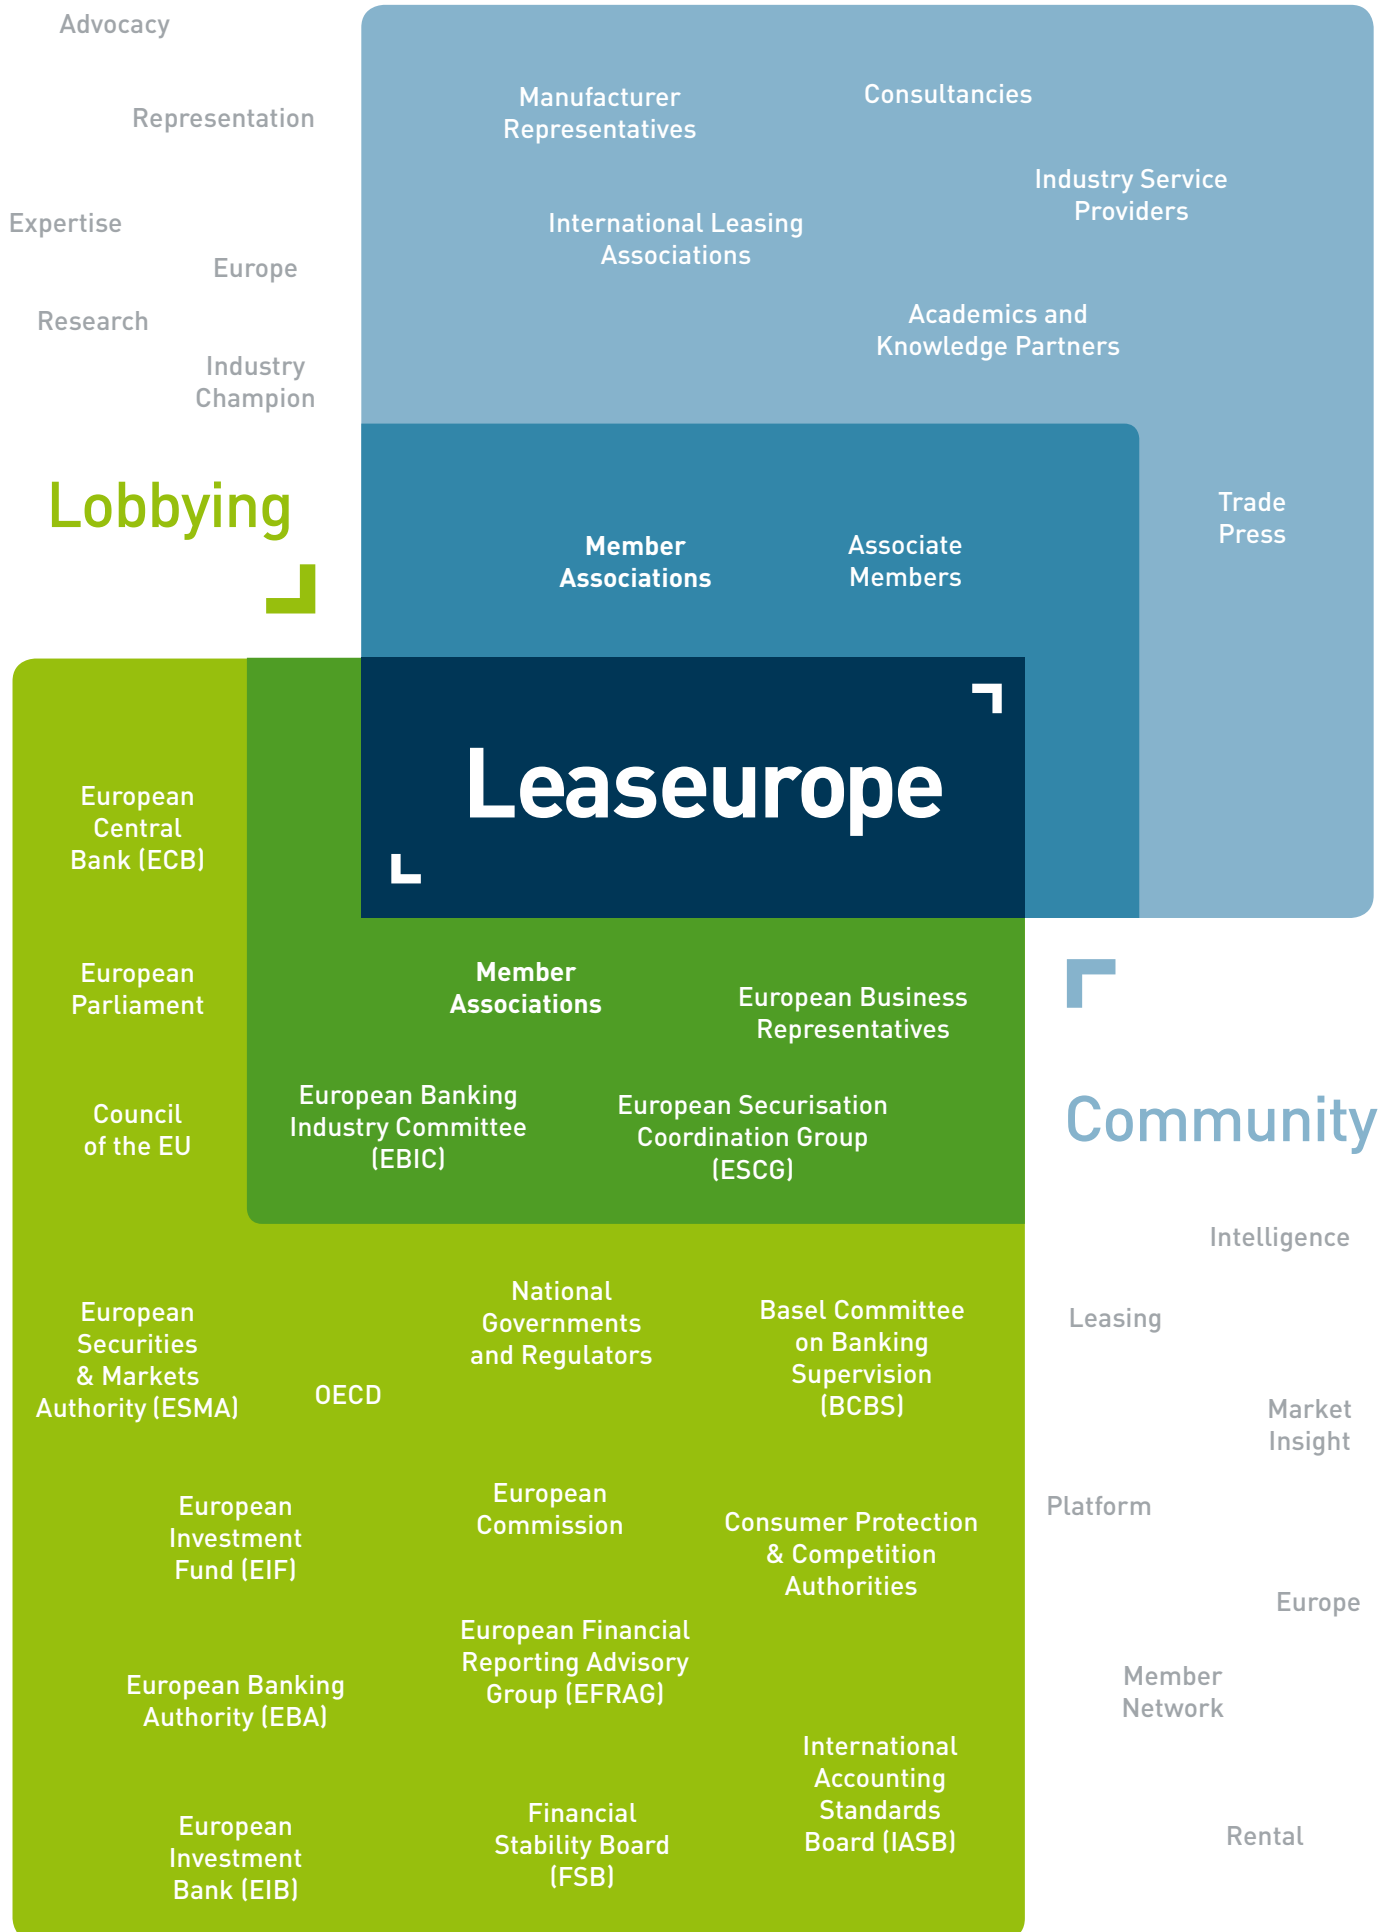 Advocacy
Representation
Expertise
Europe
Research
Industry
Champion
Lobbying
Manufacturer
Representatives
Consultancies
Industry Service
Providers
International Leasing
Associations
Academics and
Knowledge Partners
Trade
Press
Member
Associations
Associate
Members
Leaseurope
European
Central
Bank (ECB)
European
Parliament
Council
of the EU
Member
Associations
European Business
Representatives
European Banking
Industry Committee
(EBIC)
European Securisation
Coordination Group
(ESCG)
European
Securities
& Markets
Authority (ESMA)
OECD
National
Governments
and Regulators
Basel Committee
on Banking
Supervision
(BCBS)
European
Investment
Fund (EIF)
European
Commission
Consumer Protection
& Competition
Authorities
European Banking
Authority (EBA)
European Financial
Reporting Advisory
Group (EFRAG)
International
Accounting
Standards
Board (IASB)
European
Investment
Bank (EIB)
Financial
Stability Board
(FSB)
Community
Intelligence
Leasing
Market
Insight
Platform
Europe
Member
Network
Rental